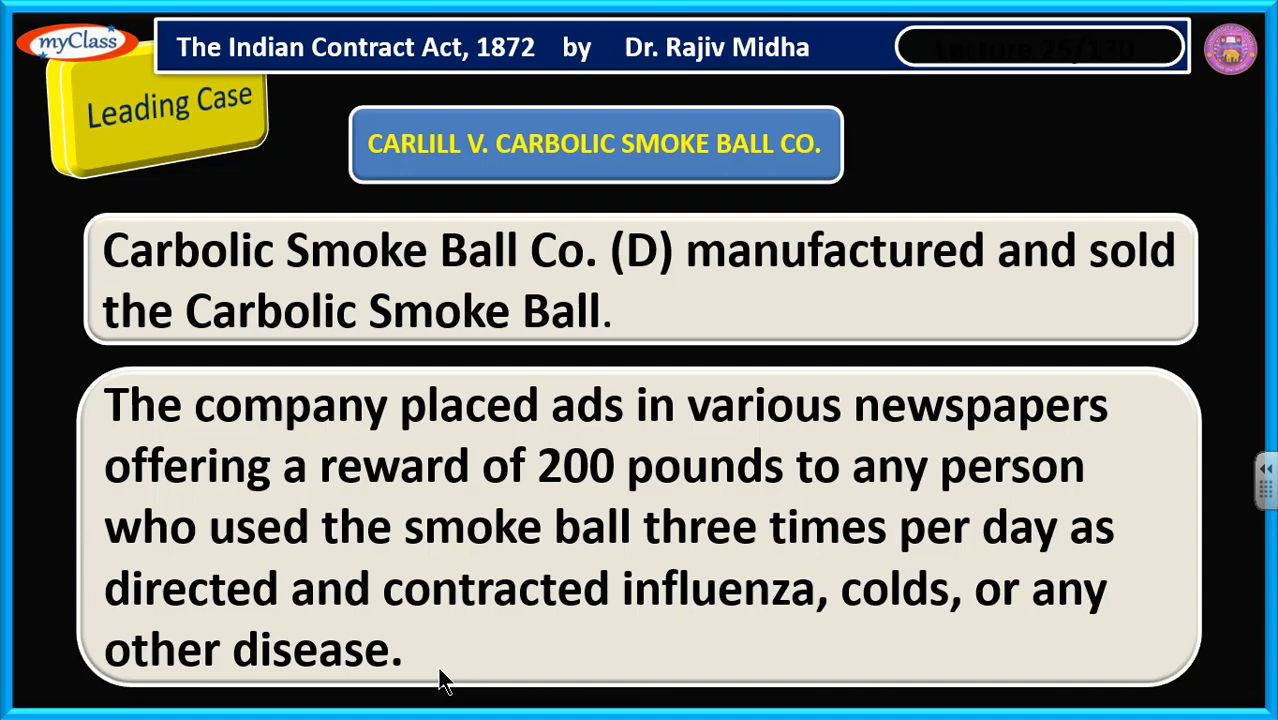 myClass
The Indian Contract Act, 1872 by Dr. Rajiv Midha
Lecture 25/130
Leading Case
CARLILL V. CARBOLIC SMOKE BALL CO.
Carbolic Smoke Ball Co. (D) manufactured and sold
the Carbolic Smoke Ball.
The company placed ads in various newspapers
offering a reward of 200 pounds to any person
who used the smoke ball three times per day as
directed and contracted influenza, colds, or any
other disease.